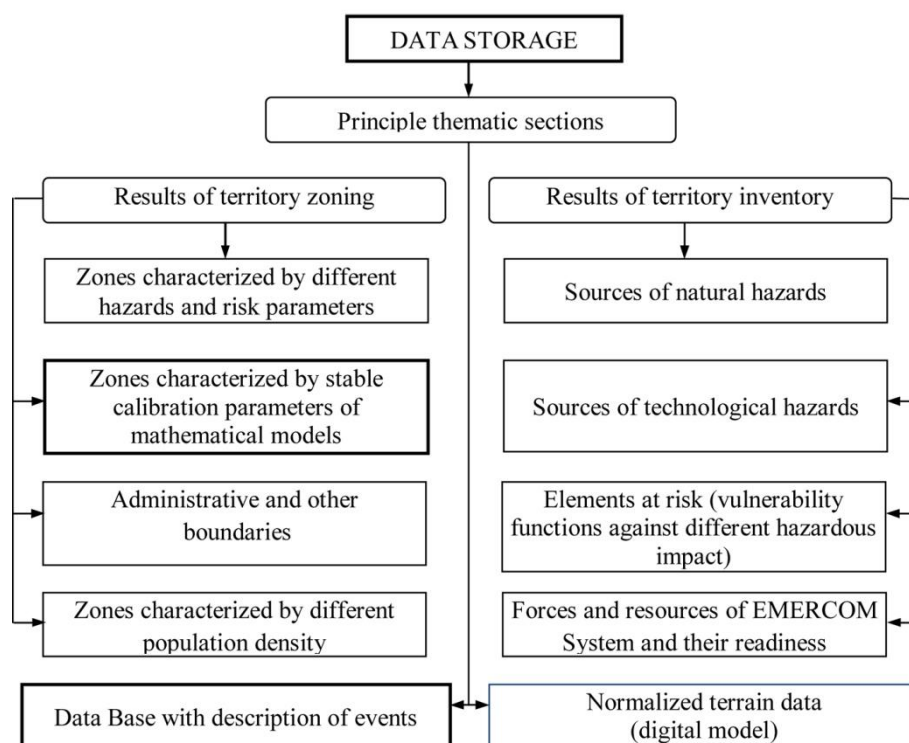 DATA STORAGE
Principle thematic sections
Results of territory zoning
Zones characterized by different
hazards and risk parameters
Zones characterized by stable
calibration parameters of
mathematical models
Administrative and other
boundaries
Zones characterized by different
population density
Data Base with description of events
Results of territory inventory
Sources of natural hazards
Sources of technological hazards
Elements at risk (vulnerability
functions against different hazardous
impact)
Forces and resources of EMERCOM
System and their readiness
Normalized terrain data
(digital model)